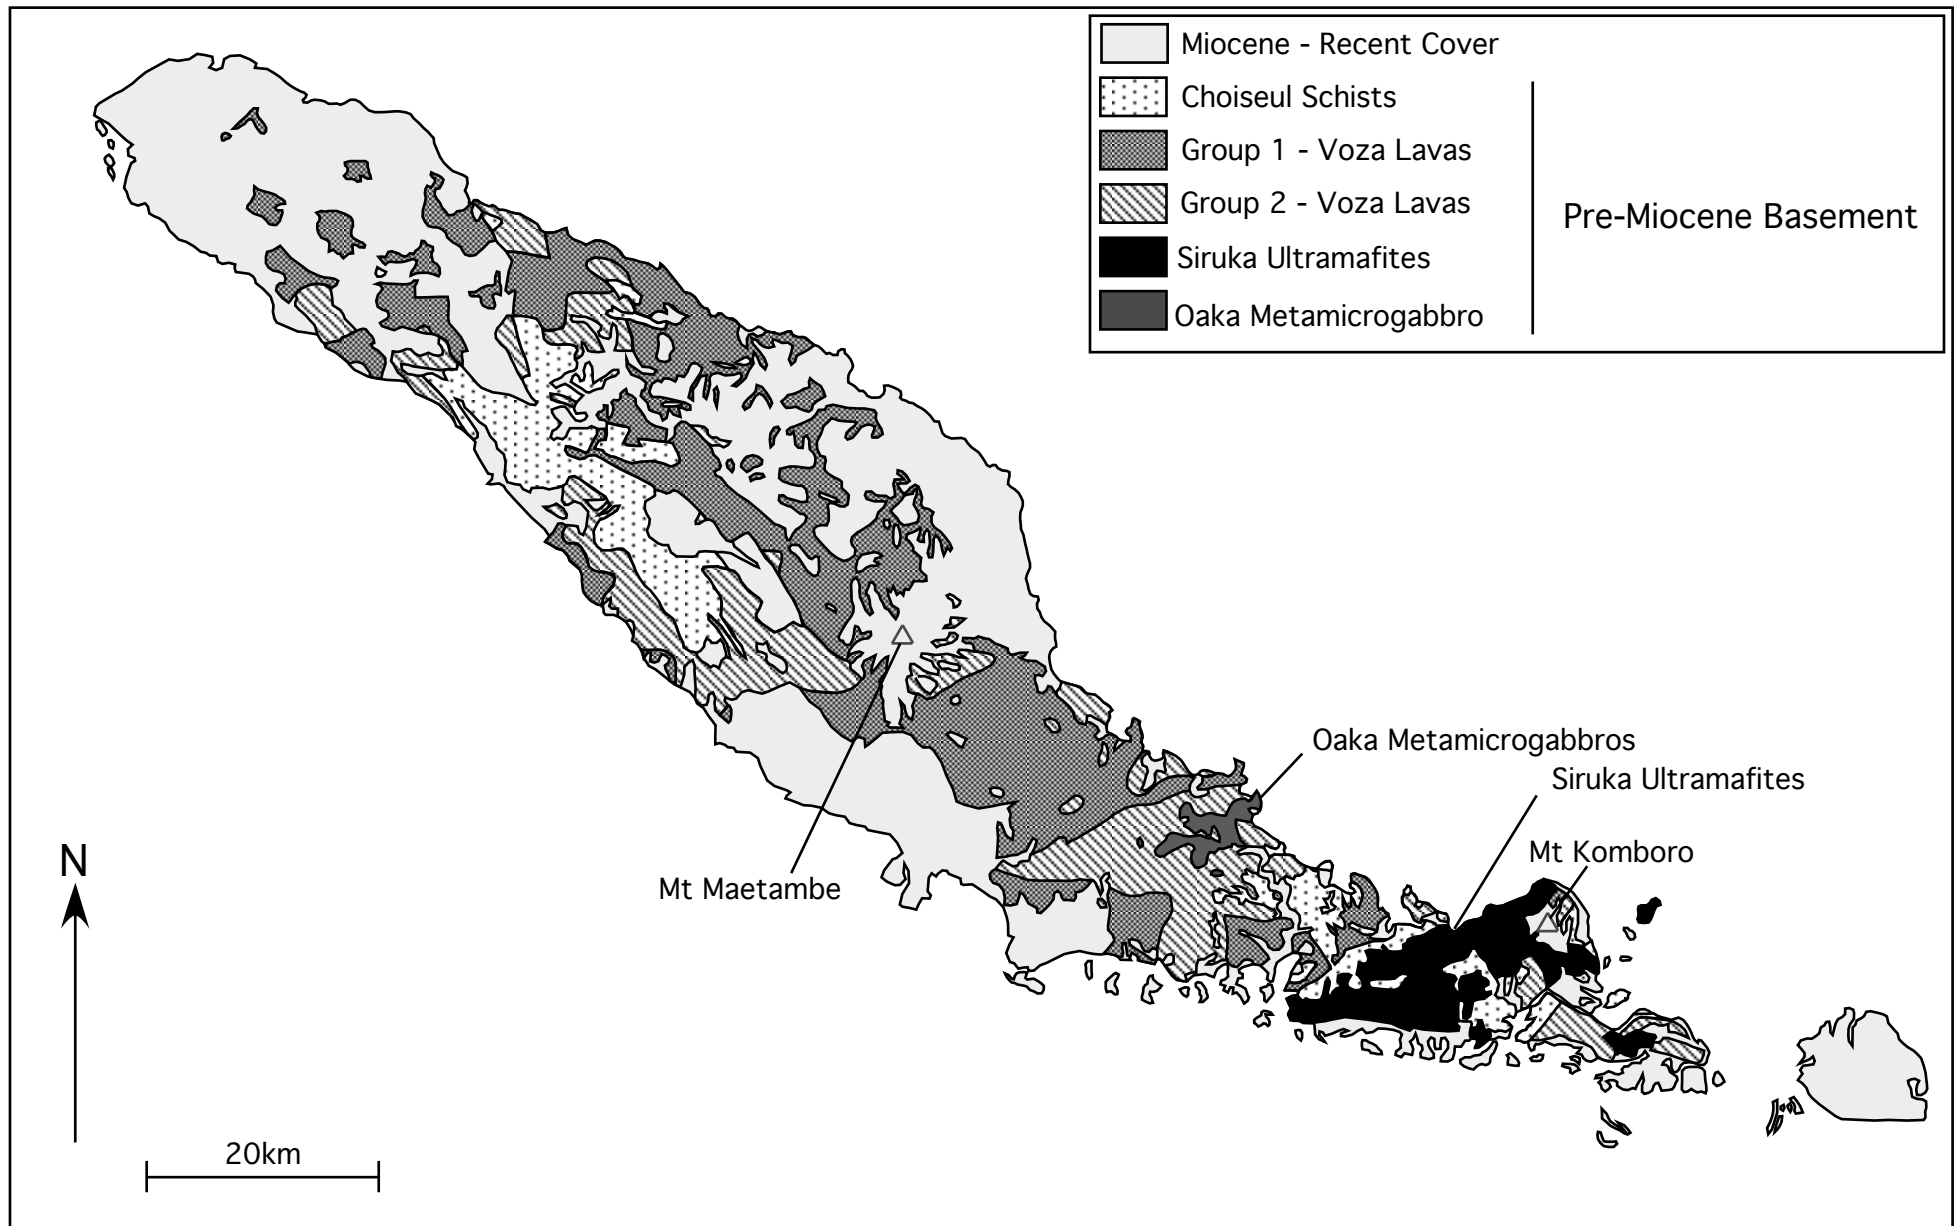 Miocene - Recent Cover
Choiseul Schists
Group 1 - Voza Lavas
Group 2 - Voza Lavas
Siruka Ultramafites
Oaka Metamicrogabbro
Pre-Miocene Basement
Oaka Metamicrogabbros
Siruka Ultramafites
Mt Komboro
Mt Maetambe
N
20km